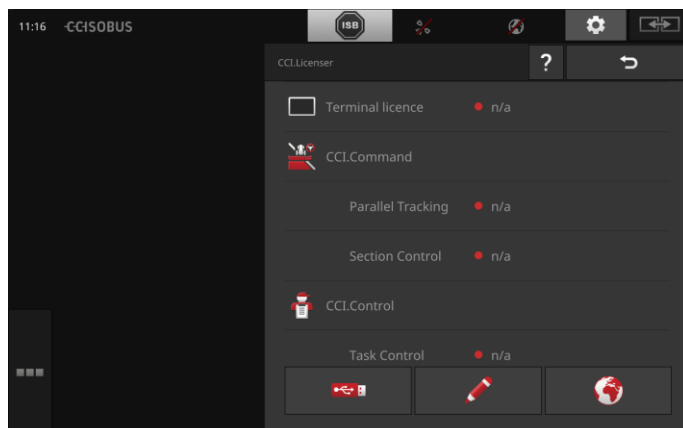 11:16 CCISOBUS ISB
CCI.Licenser ?
Terminal licence n/a
CCI.Command
Parallel Tracking n/a
Section Control n/a
CCI.Control
Task Control n/a